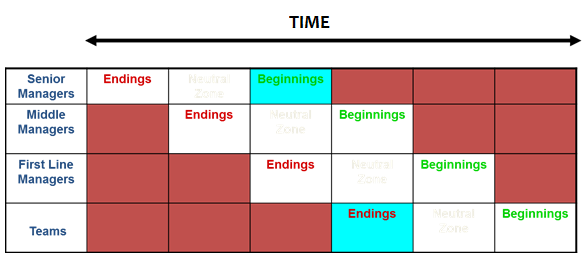 TIME
Senior Managers
Endings
Neutral Zone
Beginnings
Middle Managers
Endings
Neutral Zone
Beginnings
First Line Managers
Endings
Neutral Zone
Beginnings
Teams
Endings
Neutral Zone
Beginnings